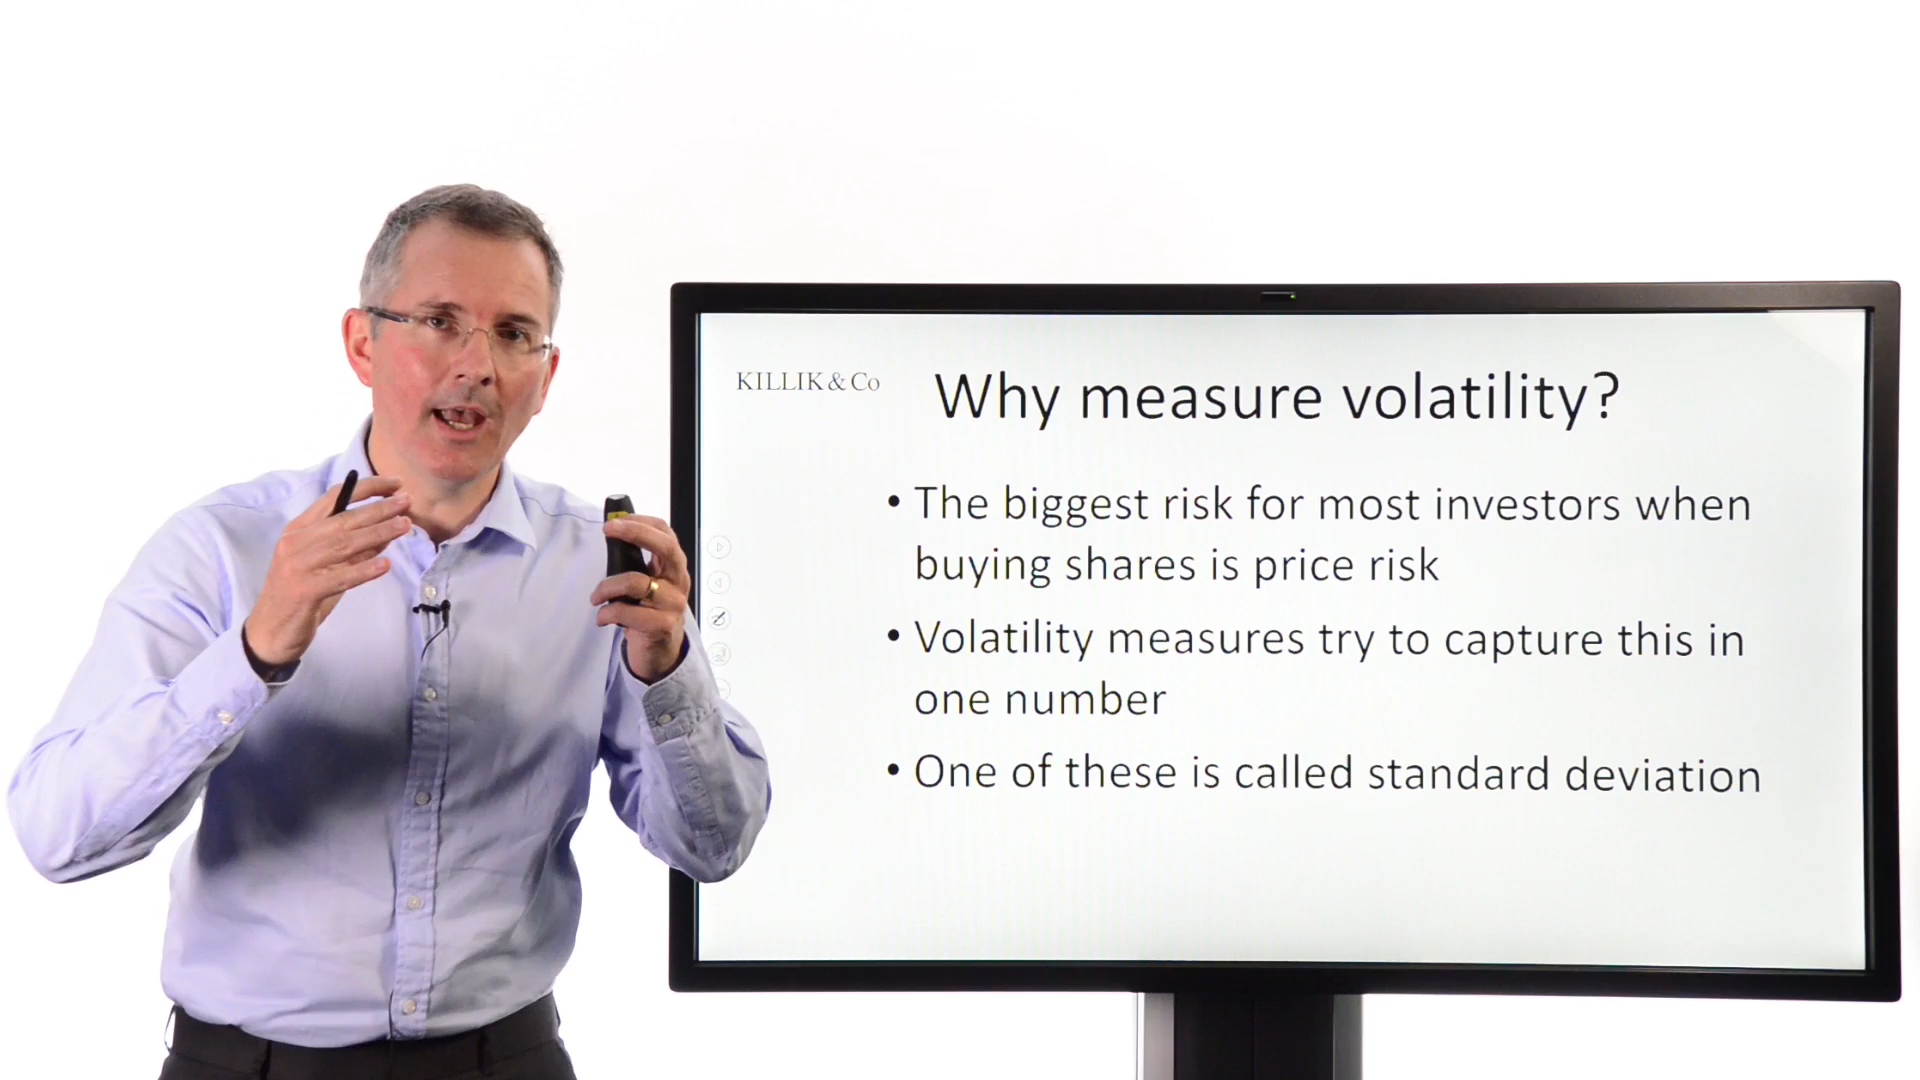 KILLIK & Co
Why measure volatility?
• The biggest risk for most investors when
buying shares is price risk
• Volatility measures try to capture this in
one number
• One of these is called standard deviation